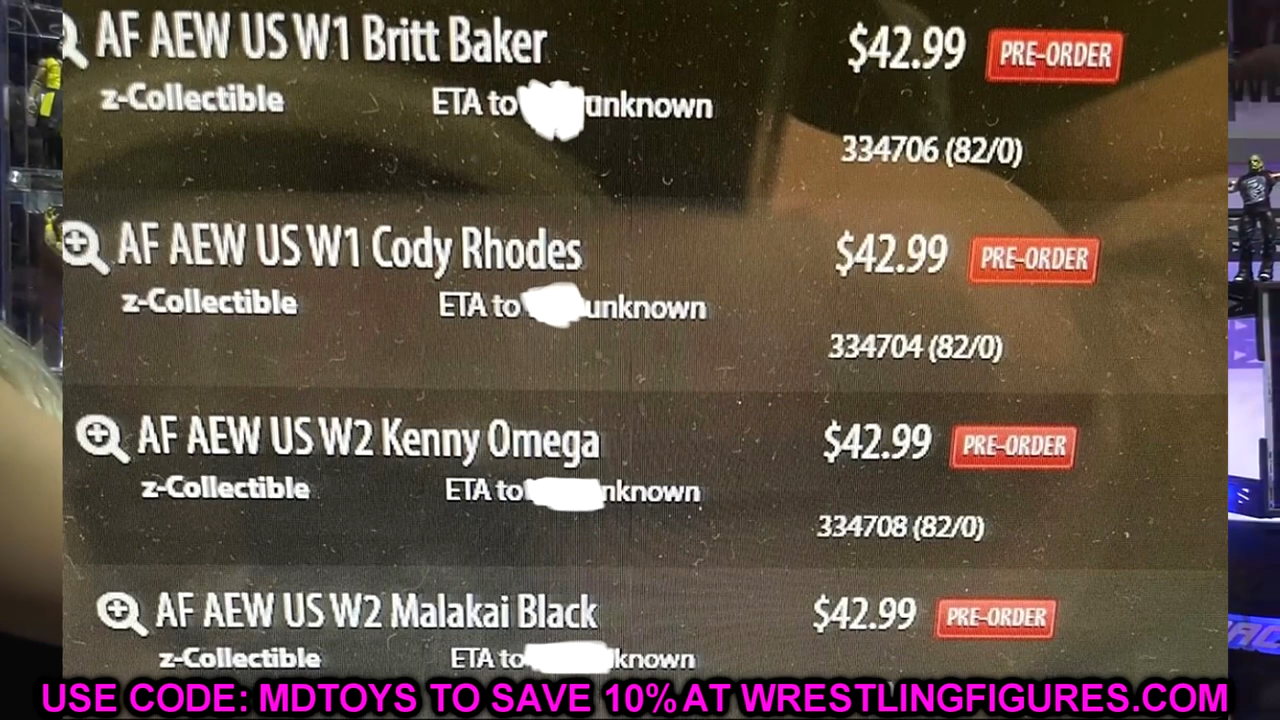 AF AEW US W1 Britt Baker
$42.99 PRE-ORDER
z-Collectible ETA to unknown
334706 (82/0)
AF AEW US W1 Cody Rhodes
$42.99 PRE-ORDER
z-Collectible ETA to unknown
334704 (82/0)
AF AEW US W2 Kenny Omega
$42.99 PRE-ORDER
z-Collectible ETA to nknown
334708 (82/0)
AF AEW US W2 Malakai Black
$42.99 PRE-ORDER
z-Collectible ETA to known
USE CODE: MDTOYS TO SAVE 10% AT WRESTLINGFIGURES.COM